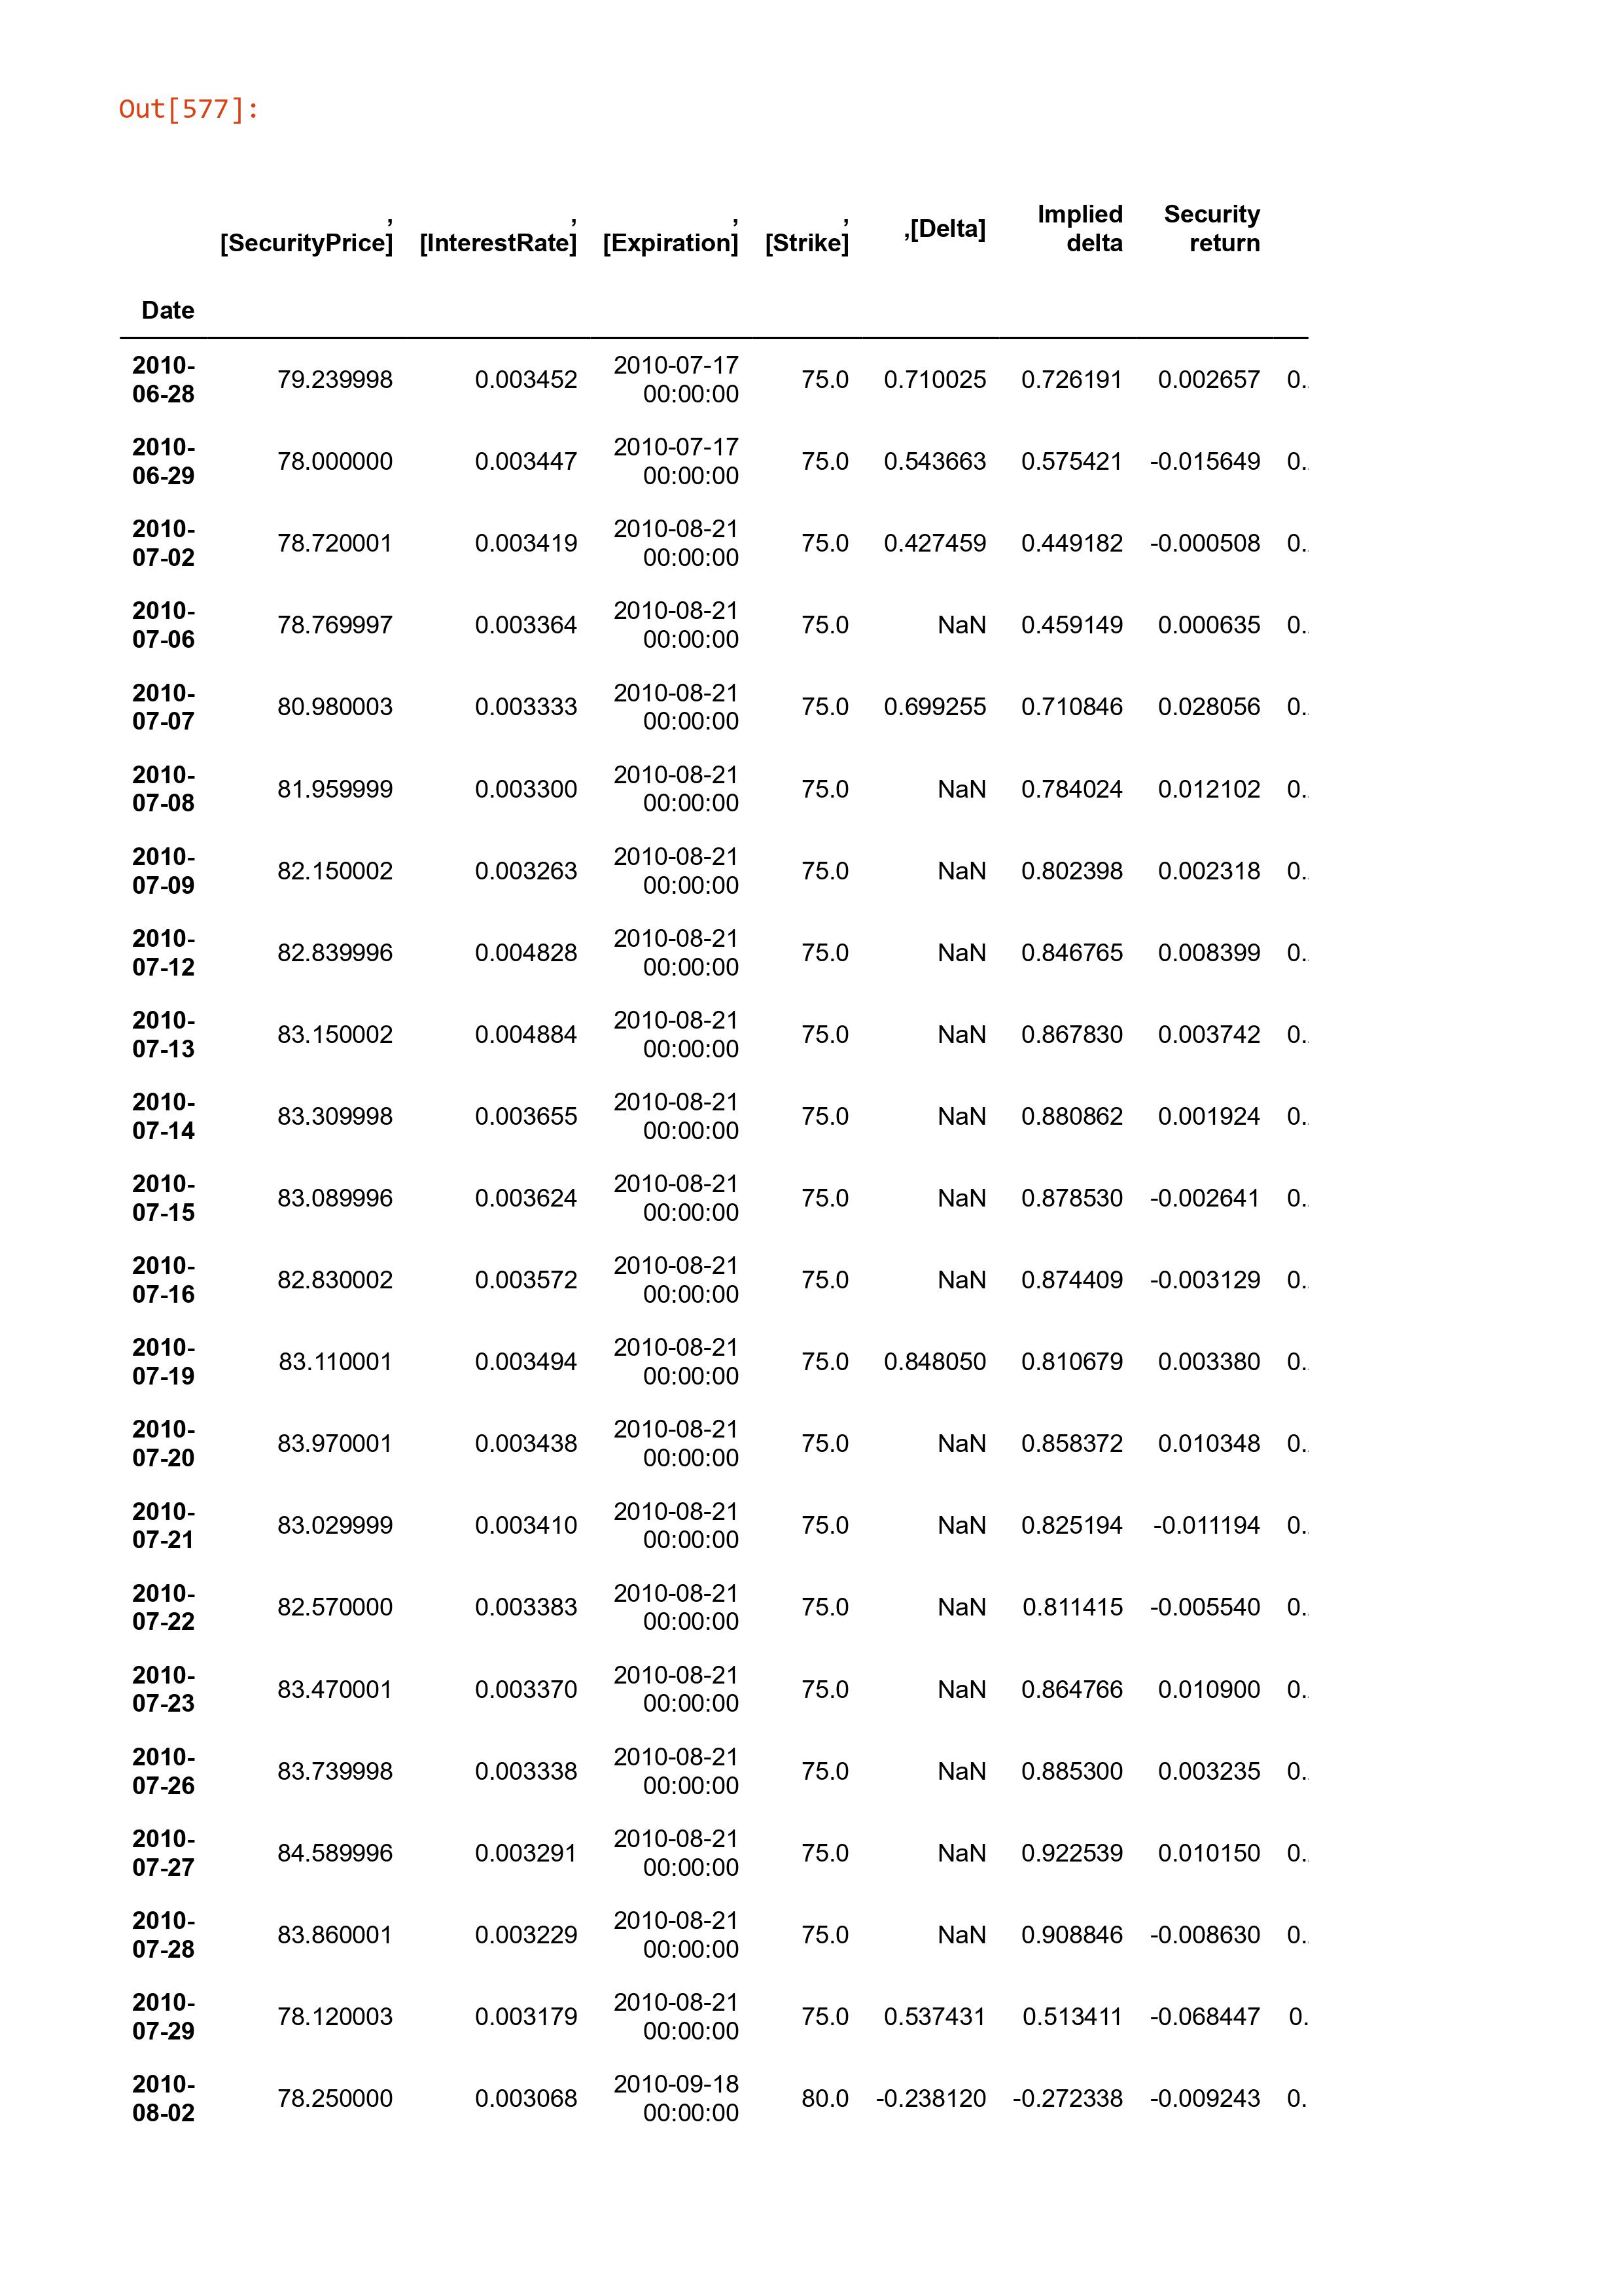 Out[577]:
, , , , ,[Delta] Implied Security
[SecurityPrice] [InterestRate] [Expiration] [Strike] delta return
Date
2010- 79.239998 0.003452 2010-07-17 75.0 0.710025 0.726191 0.002657 0.
06-28 00:00:00
2010- 78.000000 0.003447 2010-07-17 75.0 0.543663 0.575421 -0.015649 0.
06-29 00:00:00
2010- 78.720001 0.003419 2010-08-21 75.0 0.427459 0.449182 -0.000508 0.
07-02 00:00:00
2010- 78.769997 0.003364 2010-08-21 75.0 NaN 0.459149 0.000635 0.
07-06 00:00:00
2010- 80.980003 0.003333 2010-08-21 75.0 0.699255 0.710846 0.028056 0.
07-07 00:00:00
2010- 81.959999 0.003300 2010-08-21 75.0 NaN 0.784024 0.012102 0.
07-08 00:00:00
2010- 82.150002 0.003263 2010-08-21 75.0 NaN 0.802398 0.002318 0.
07-09 00:00:00
2010- 82.839996 0.004828 2010-08-21 75.0 NaN 0.846765 0.008399 0.
07-12 00:00:00
2010- 83.150002 0.004884 2010-08-21 75.0 NaN 0.867830 0.003742 0.
07-13 00:00:00
2010- 83.309998 0.003655 2010-08-21 75.0 NaN 0.880862 0.001924 0.
07-14 00:00:00
2010- 83.089996 0.003624 2010-08-21 75.0 NaN 0.878530 -0.002641 0.
07-15 00:00:00
2010- 82.830002 0.003572 2010-08-21 75.0 NaN 0.874409 -0.003129 0.
07-16 00:00:00
2010- 83.110001 0.003494 2010-08-21 75.0 0.848050 0.810679 0.003380 0.
07-19 00:00:00
2010- 83.970001 0.003438 2010-08-21 75.0 NaN 0.858372 0.010348 0.
07-20 00:00:00
2010- 83.029999 0.003410 2010-08-21 75.0 NaN 0.825194 -0.011194 0.
07-21 00:00:00
2010- 82.570000 0.003383 2010-08-21 75.0 NaN 0.811415 -0.005540 0.
07-22 00:00:00
2010- 83.470001 0.003370 2010-08-21 75.0 NaN 0.864766 0.010900 0.
07-23 00:00:00
2010- 83.739998 0.003338 2010-08-21 75.0 NaN 0.885300 0.003235 0.
07-26 00:00:00
2010- 84.589996 0.003291 2010-08-21 75.0 NaN 0.922539 0.010150 0.
07-27 00:00:00
2010- 83.860001 0.003229 2010-08-21 75.0 NaN 0.908846 -0.008630 0.
07-28 00:00:00
2010- 78.120003 0.003179 2010-08-21 75.0 0.537431 0.513411 -0.068447 0.
07-29 00:00:00
2010- 78.250000 0.003068 2010-09-18 80.0 -0.238120 -0.272338 -0.009243 0.
08-02 00:00:00